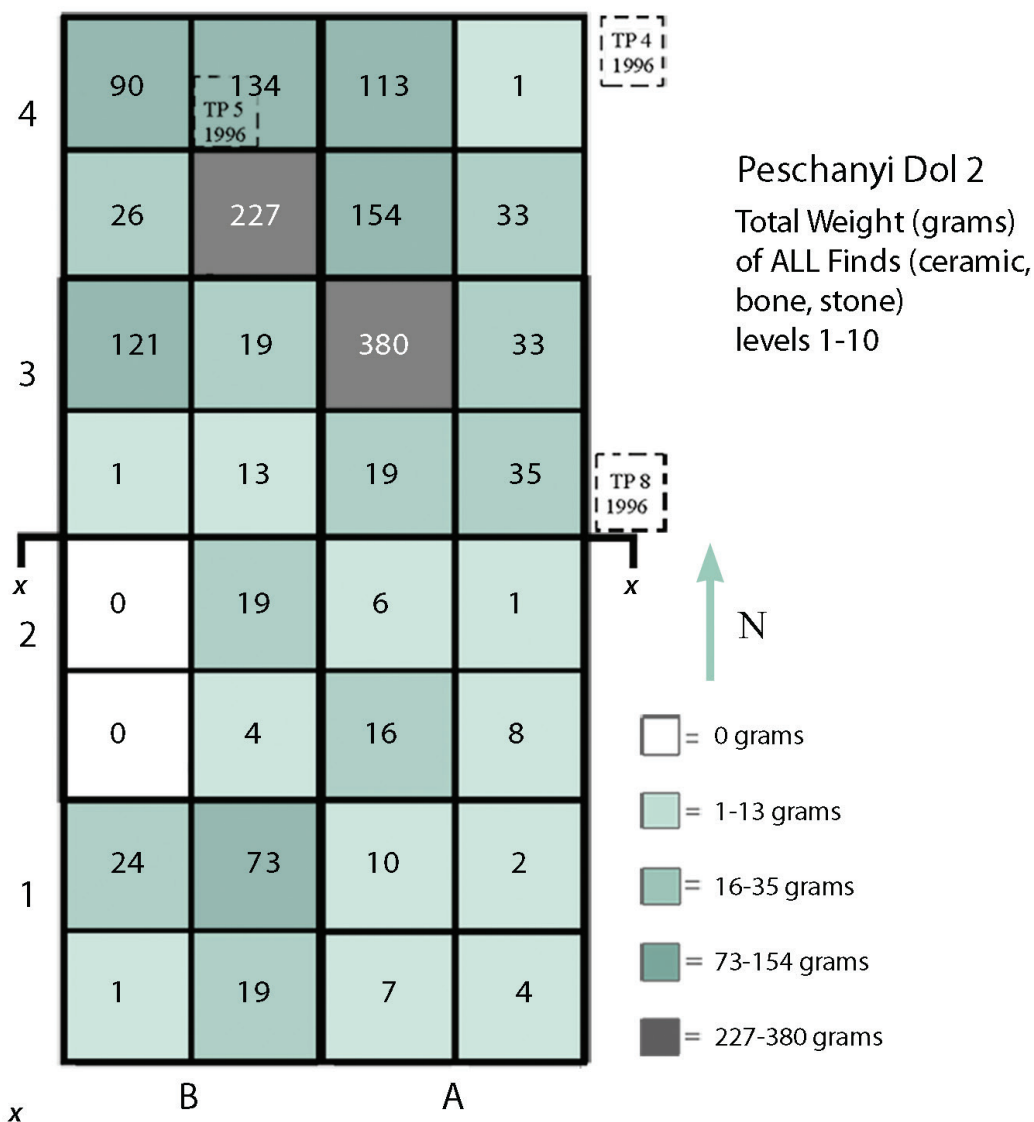 90 134 113 1
TP 5
1996
TP 4
1996
4
26 227 154 33
Peschanyi Dol 2
Total Weight (grams)
of ALL Finds (ceramic,
bone, stone)
levels 1-10
121 19 380 33
3
1 13 19 35
TP 8
1996
x x
0 19 6 1
2
N
0 4 16 8
= 0 grams
= 1-13 grams
24 73 10 2
1
= 16-35 grams
= 73-154 grams
1 19 7 4
= 227-380 grams
B A
x